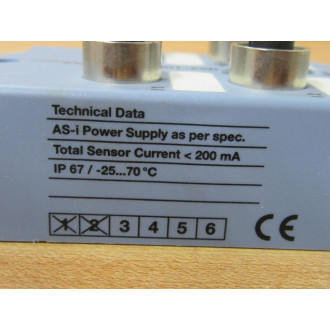 Technical Data
AS-i Power Supply as per spec.
Total Sensor Current < 200 mA
IP 67 / -25...70 °C
1 2 3 4 5 6 CE